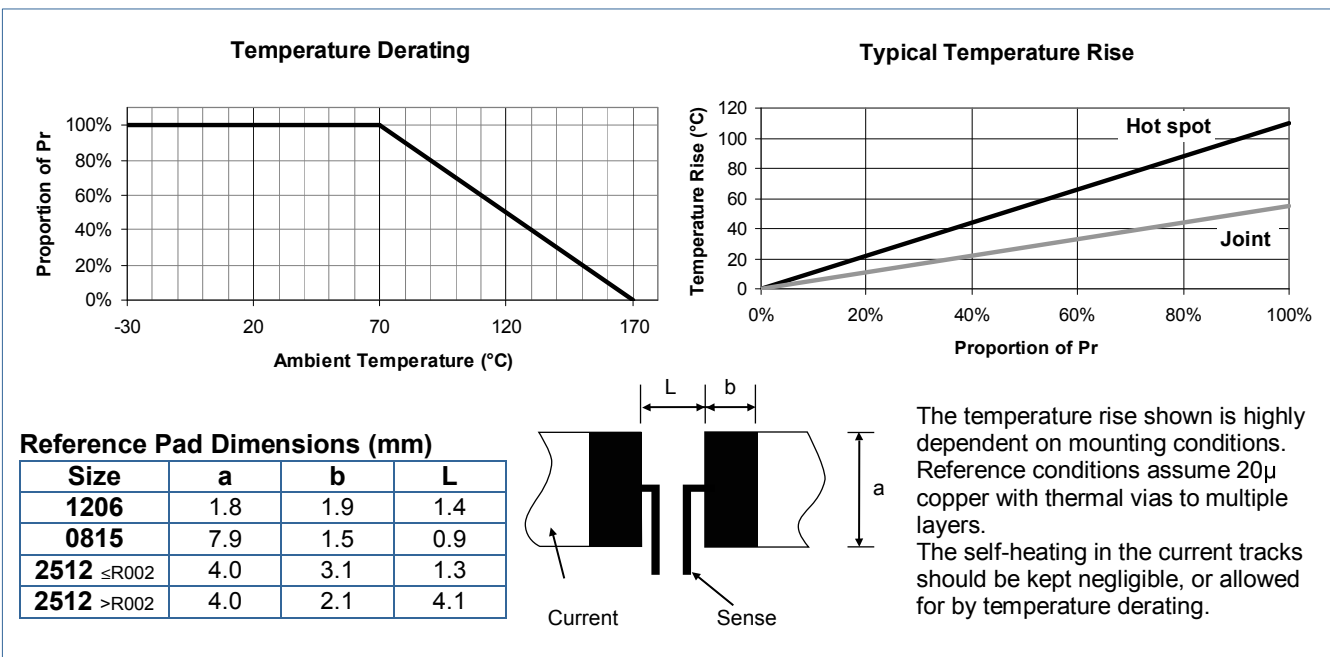 Temperature Derating
Proportion of Pr
100%
80%
60%
40%
20%
0%
-30 20 70 120 170
Ambient Temperature (°C)
Typical Temperature Rise
Temperature Rise (°C)
120
100
80
60
40
20
0
Hot spot
Joint
0% 20% 40% 60% 80% 100%
Proportion of Pr
Reference Pad Dimensions (mm)
Size a b L
1206 1.8 1.9 1.4
0815 7.9 1.5 0.9
2512 ≤R002 4.0 3.1 1.3
2512 >R002 4.0 2.1 4.1
L b
a
Current Sense
The temperature rise shown is highly
dependent on mounting conditions.
Reference conditions assume 20µ
copper with thermal vias to multiple
layers.
The self-heating in the current tracks
should be kept negligible, or allowed
for by temperature derating.